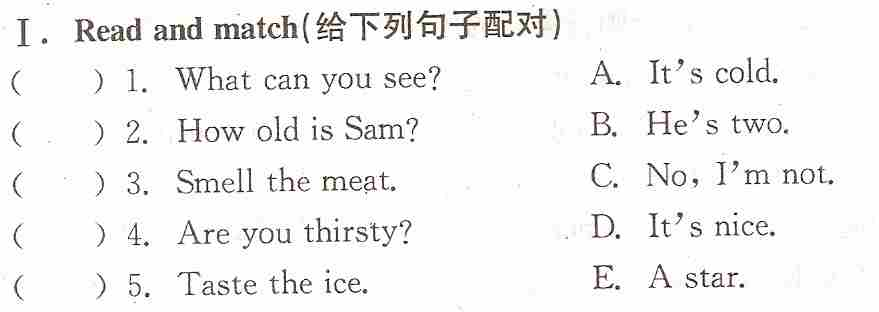 I. Read and match(给下列句子配对)
( ) 1. What can you see? A. It's cold.
( ) 2. How old is Sam? B. He's two.
( ) 3. Smell the meat. C. No, I'm not.
( ) 4. Are you thirsty? D. It's nice.
( ) 5. Taste the ice. E. A star.